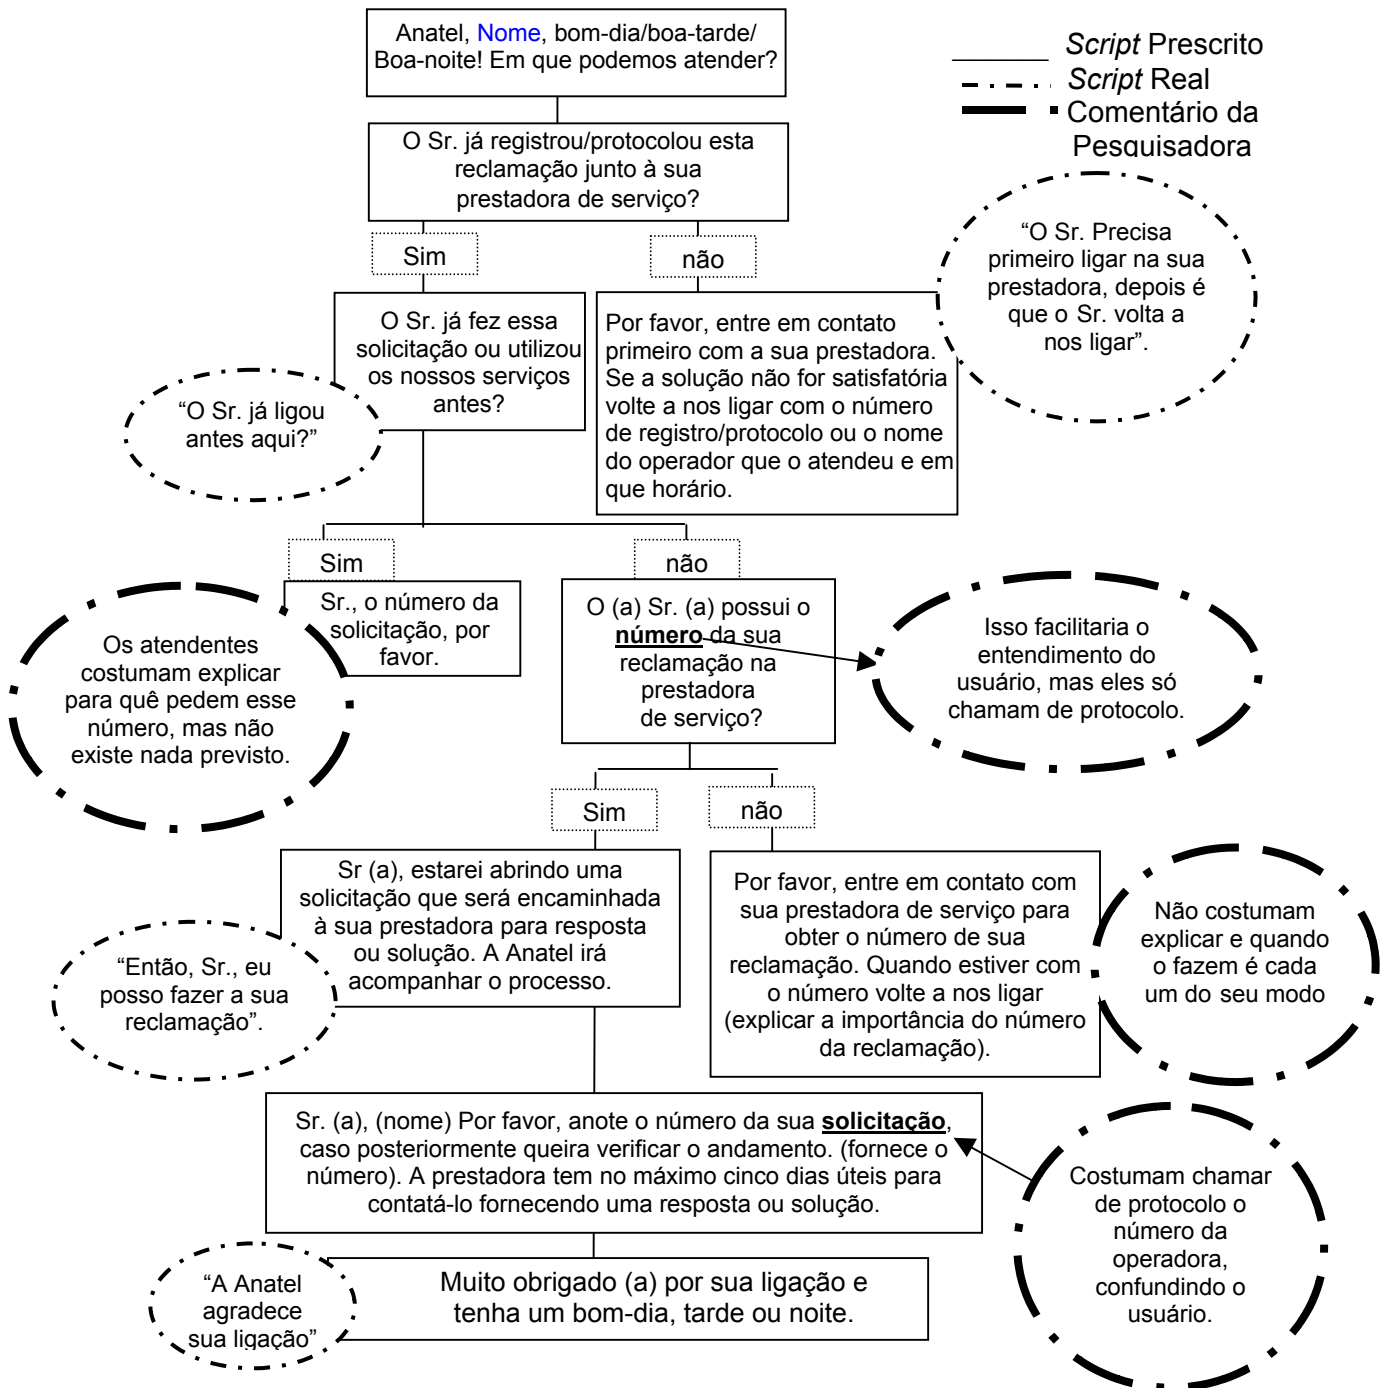 Anatel, Nome, bom-dia/boa-tarde/
Boa-noite! Em que podemos atender?
Script Prescrito
Script Real
Comentário da
Pesquisadora
O Sr. já registrou/protocolou esta
reclamação junto à sua
prestadora de serviço?
Sim
não
“O Sr. Precisa
primeiro ligar na sua
prestadora, depois é
que o Sr. volta a
nos ligar”.
O Sr. já fez essa
solicitação ou utilizou
os nossos serviços
antes?
Por favor, entre em contato
primeiro com a sua prestadora.
Se a solução não for satisfatória
volte a nos ligar com o número
de registro/protocolo ou o nome
do operador que o atendeu e em
que horário.
“O Sr. já ligou
antes aqui?”
Sim
não
Os atendentes
costumam explicar
para quê pedem esse
número, mas não
existe nada previsto.
Sr., o número da
solicitação, por
favor.
O (a) Sr. (a) possui o
número da sua
reclamação na
prestadora
de serviço?
Isso facilitaria o
entendimento do
usuário, mas eles só
chamam de protocolo.
Sim
não
Sr (a), estarei abrindo uma
solicitação que será encaminhada
à sua prestadora para resposta
ou solução. A Anatel irá
acompanhar o processo.
Por favor, entre em contato com
sua prestadora de serviço para
obter o número de sua
reclamação. Quando estiver com
o número volte a nos ligar
(explicar a importância do número
da reclamação).
Não costumam
explicar e quando
o fazem é cada
um do seu modo
“Então, Sr., eu
posso fazer a sua
reclamação”.
Sr. (a), (nome) Por favor, anote o número da sua solicitação,
caso posteriormente queira verificar o andamento. (fornece o
número). A prestadora tem no máximo cinco dias úteis para
contatá-lo fornecendo uma resposta ou solução.
Costumam chamar
de protocolo o
número da
operadora,
confundindo o
usuário.
“A Anatel
agradece
sua ligação”
Muito obrigado (a) por sua ligação e
tenha um bom-dia, tarde ou noite.